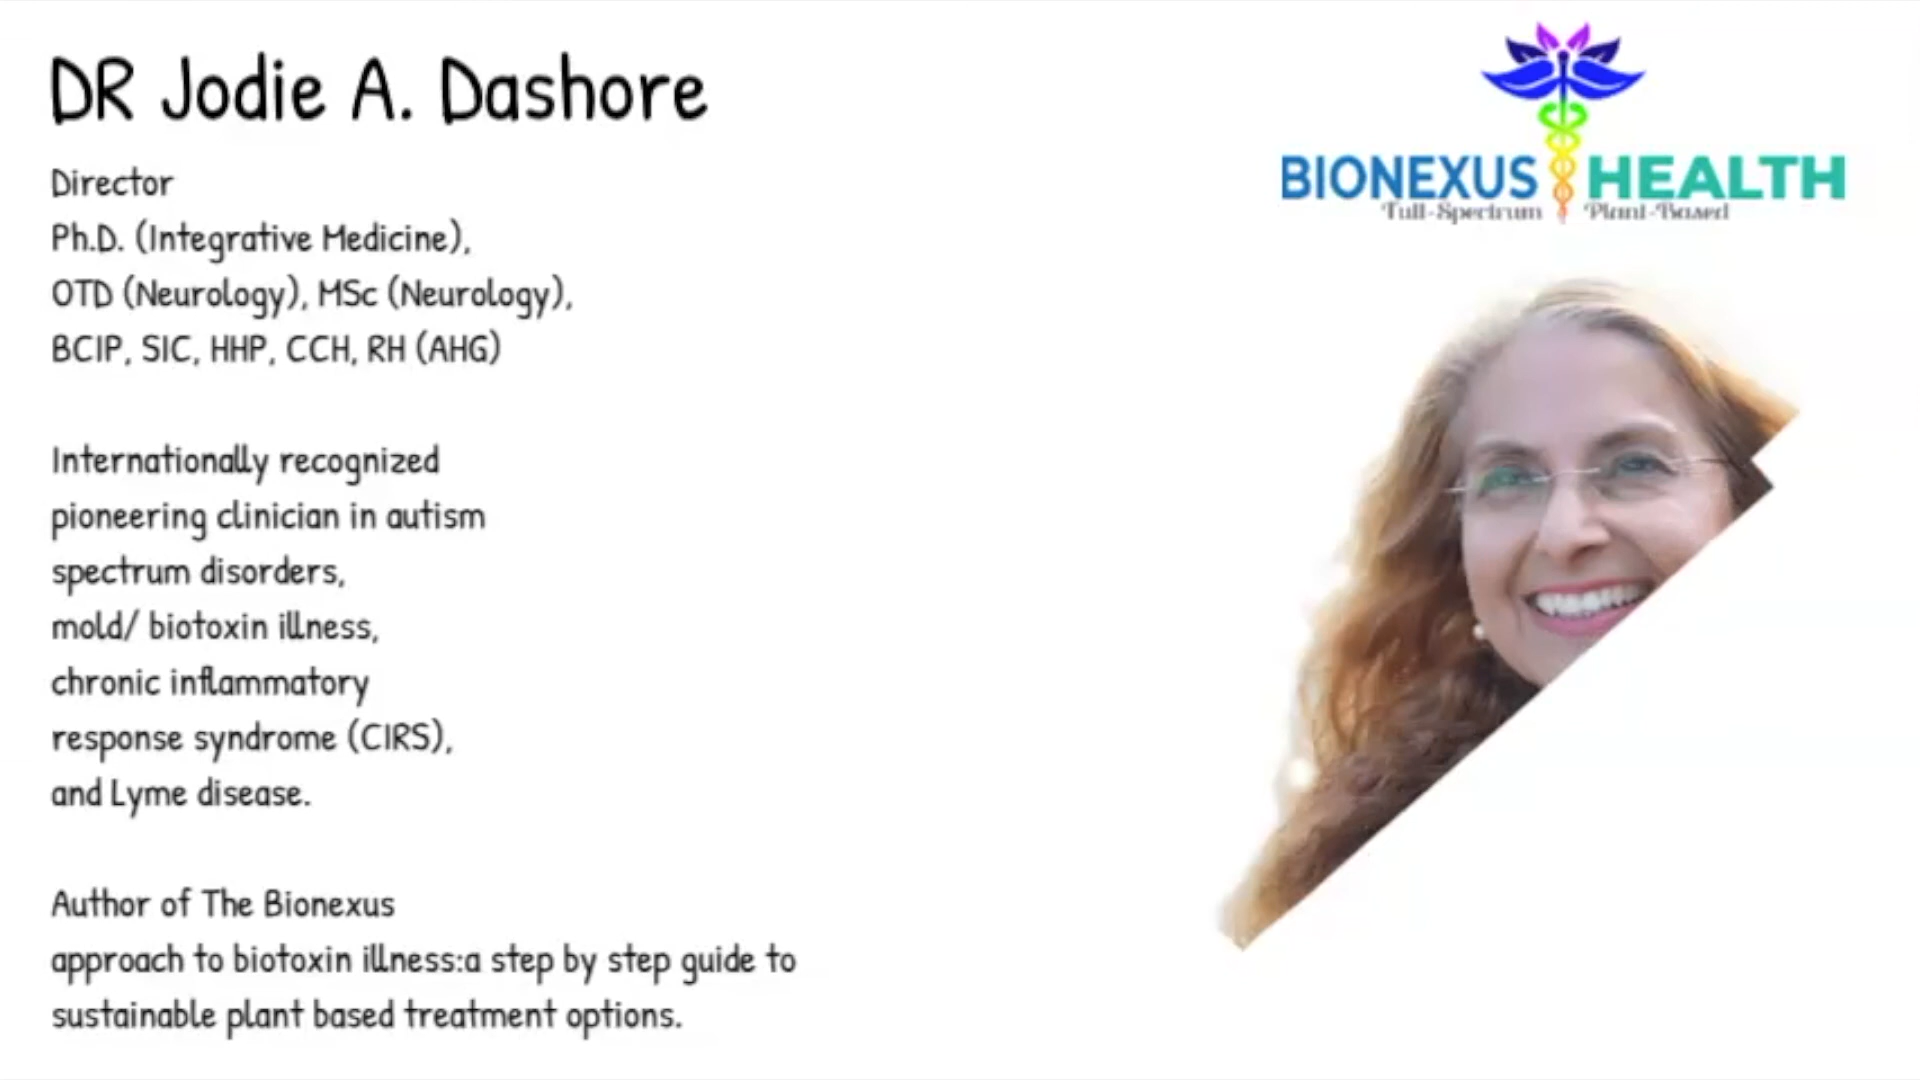 DR Jodie A. Dashore
Director
Ph.D. (Integrative Medicine),
OTD (Neurology), MSc (Neurology),
BCIP, SIC, HHP, CCH, RH (AHG)
Internationally recognized
pioneering clinician in autism
spectrum disorders,
mold/ biotoxin illness,
chronic inflammatory
response syndrome (CIRS),
and Lyme disease.
Author of The Bionexus
approach to biotoxin illness:a step by step guide to
sustainable plant based treatment options.
BIONEXUS HEALTH
Full-Spectrum Plant-Based